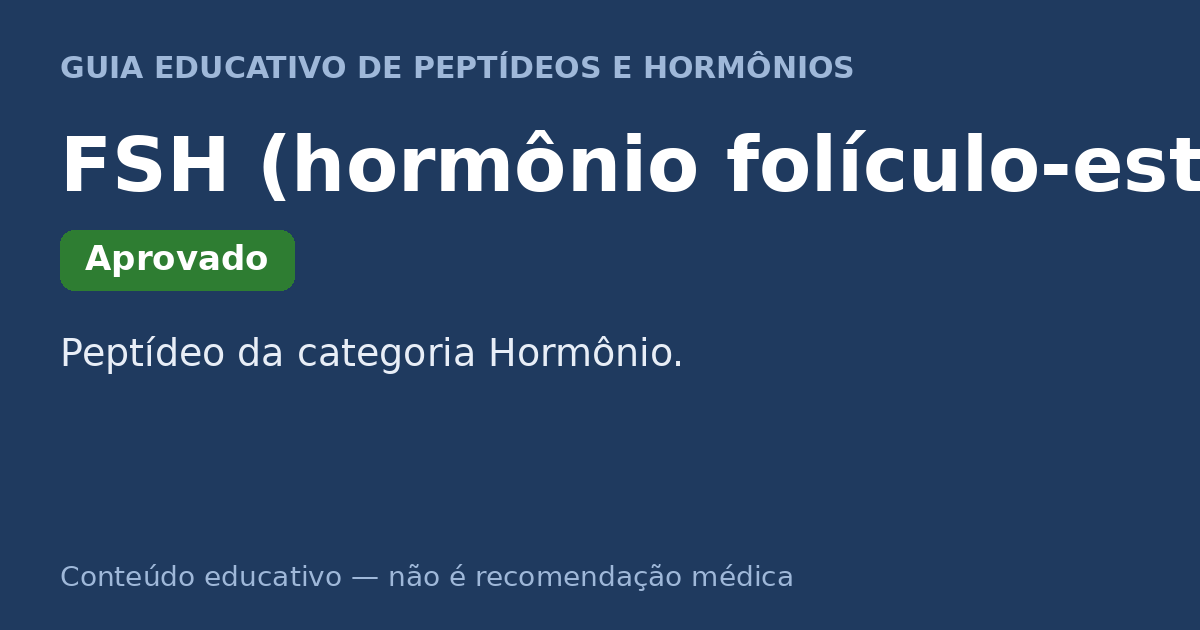 GUIA EDUCATIVO DE PEPTÍDEOS E HORMÔNIOS
FSH (hormônio folículo-est
Aprovado
Peptídeo da categoria Hormônio.
Conteúdo educativo — não é recomendação médica